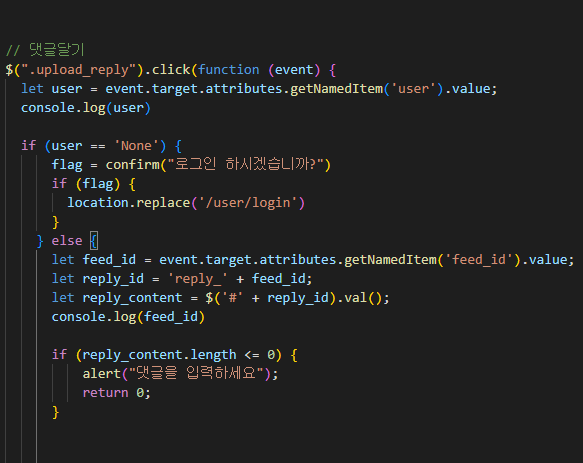 // 댓글달기
$(".upload_reply").click(function (event) {
let user = event.target.attributes.getNamedItem('user').value;
console.log(user)
if (user == 'None') {
flag = confirm("로그인 하시겠습니까?")
if (flag) {
location.replace('/user/login')
}
} else {
let feed_id = event.target.attributes.getNamedItem('feed_id').value;
let reply_id = 'reply_' + feed_id;
let reply_content = $('#' + reply_id).val();
console.log(feed_id)
if (reply_content.length <= 0) {
alert("댓글을 입력하세요");
return 0;
}